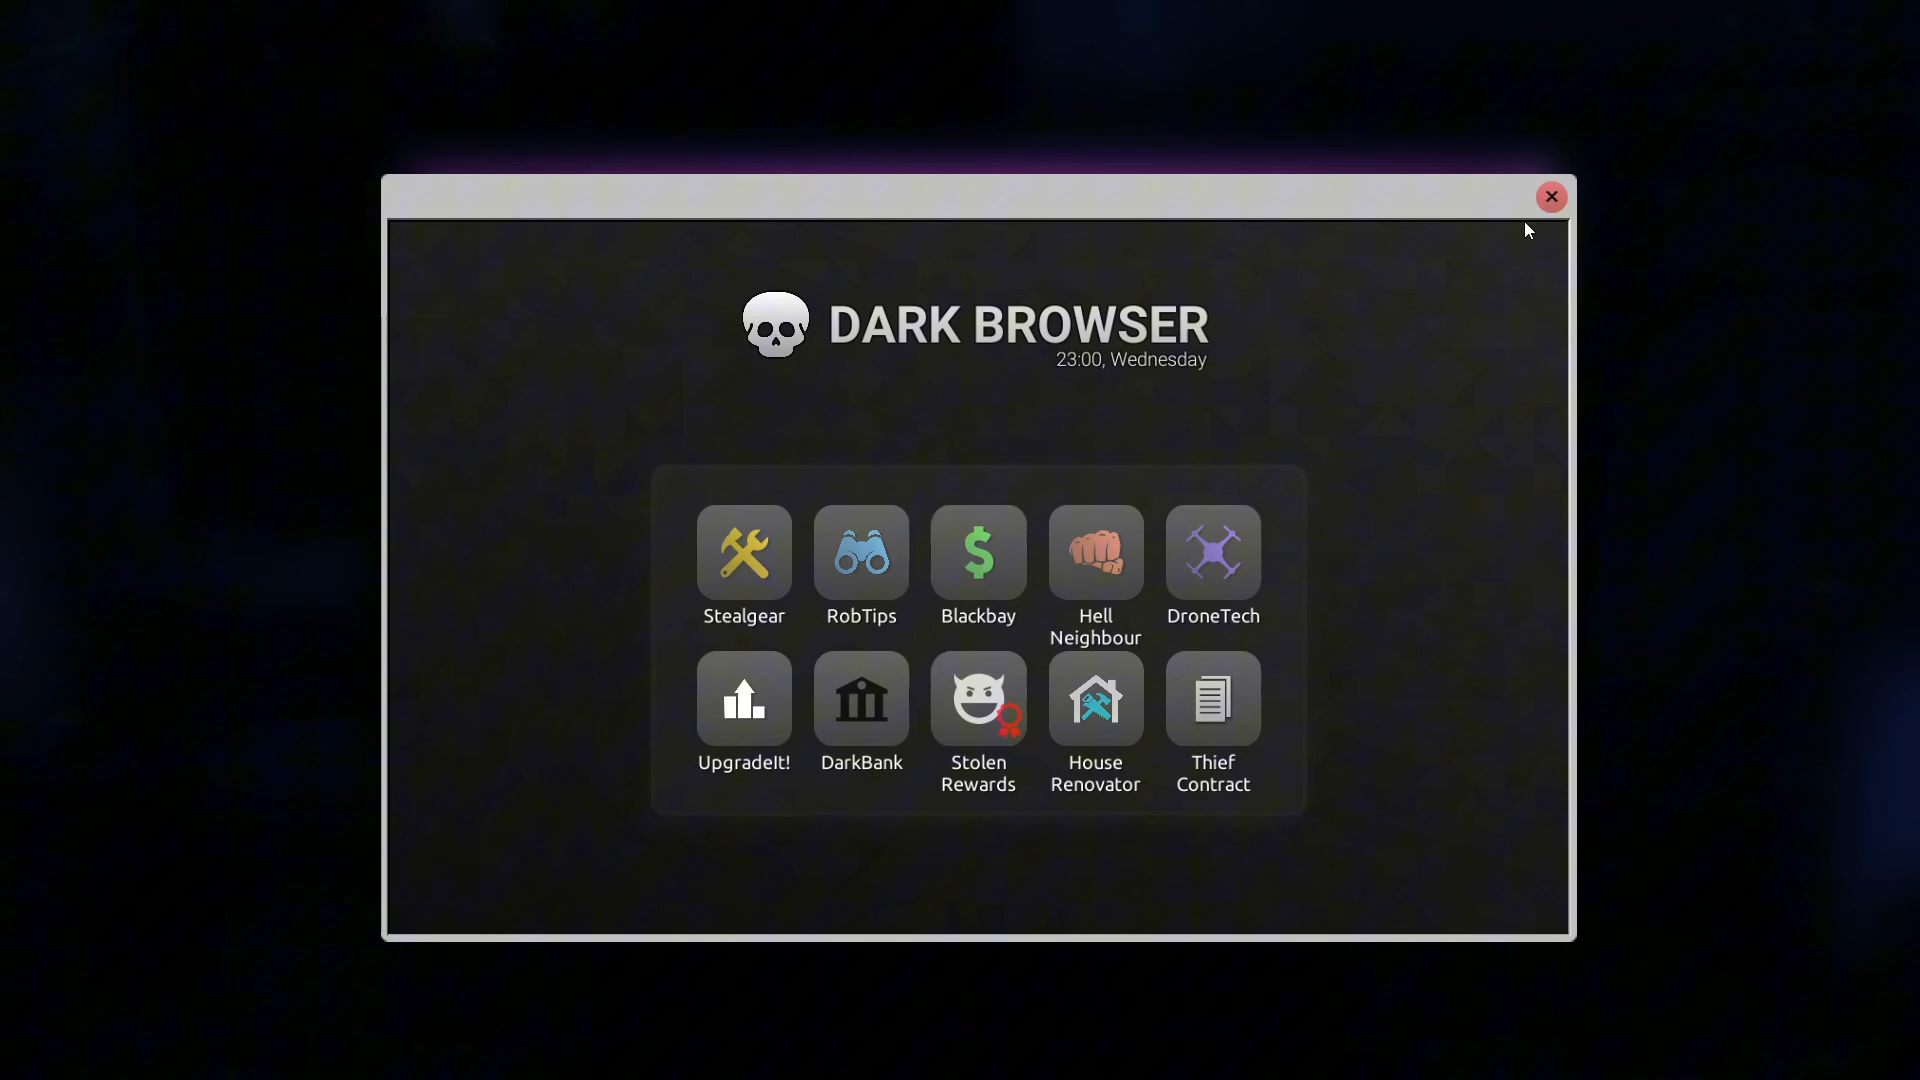 DARK BROWSER
23:00, Wednesday
Stealgear
RobTips
Blackbay
Hell
Neighbour
DroneTech
UpgradeIt!
DarkBank
Stolen
Rewards
House
Renovator
Thief
Contract